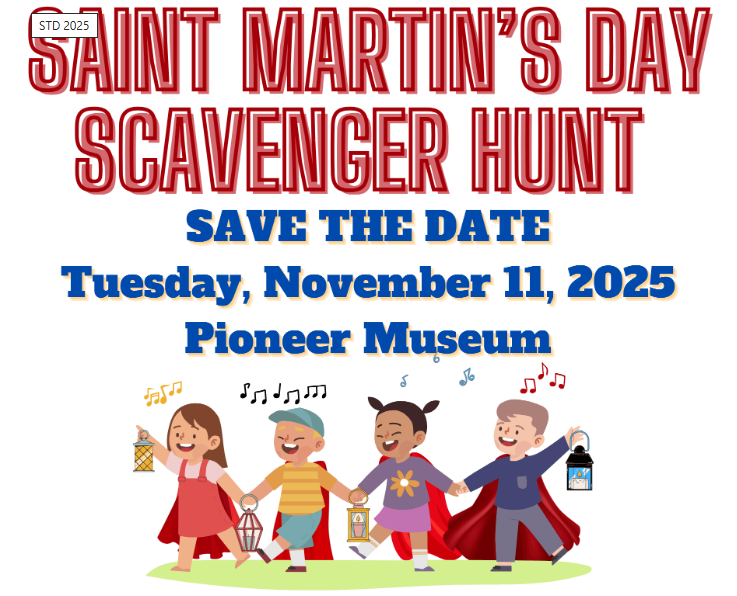 STD 2025
SAINT MARTIN'S DAY
SCAVENGER HUNT
SAVE THE DATE
Tuesday, November 11, 2025
Pioneer Museum